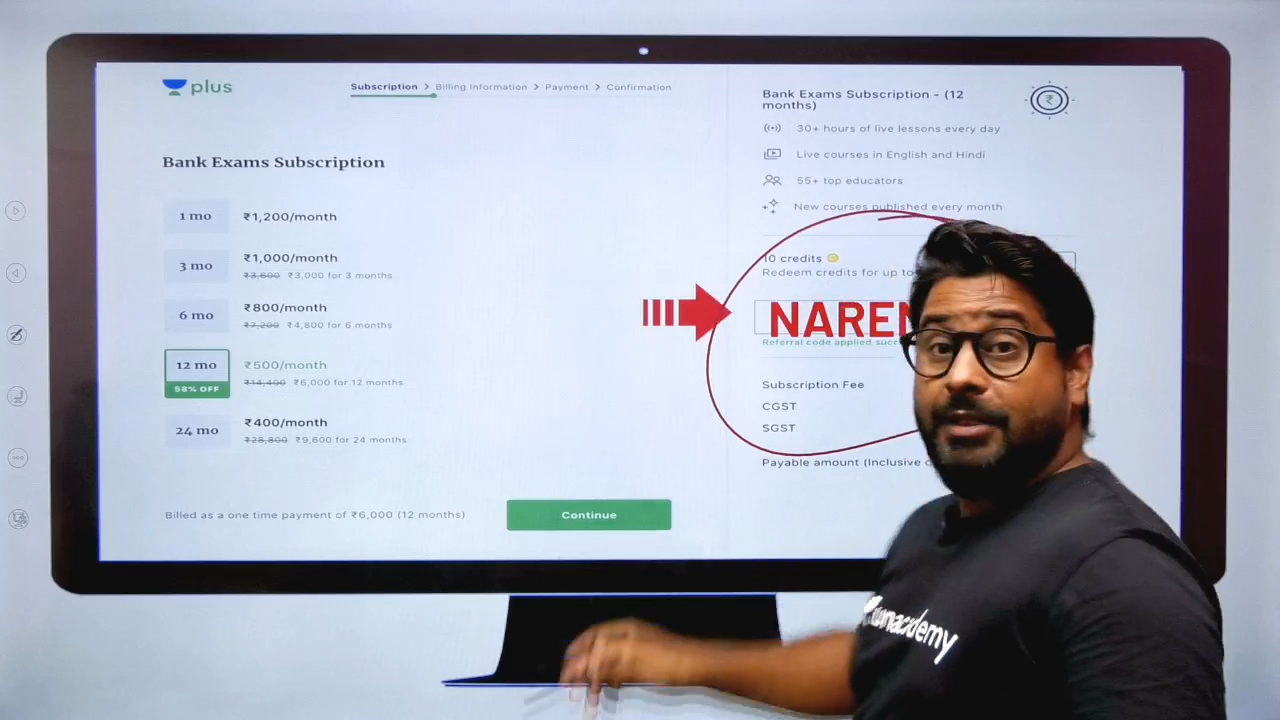 plus
Subscription > Billing Information > Payment > Confirmation
Bank Exams Subscription
1 mo ₹1,200/month
3 mo ₹1,000/month
₹3,600 ₹3,000 for 3 months
6 mo ₹800/month
₹7,200 ₹4,800 for 6 months
12 mo ₹500/month
58% OFF ₹14,400 ₹6,000 for 12 months
24 mo ₹400/month
₹28,800 ₹9,600 for 24 months
Billed as a one time payment of ₹6,000 (12 months)
Continue
Bank Exams Subscription - (12
months)
30+ hours of live lessons every day
Live courses in English and Hindi
55+ top educators
New courses published every month
10 credits
Redeem credits for up to
NAREN
Referral code applied succ
Subscription Fee
CGST
SGST
Payable amount (Inclusive
unacademy